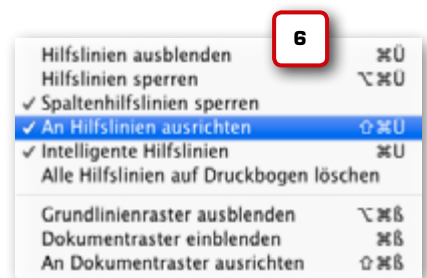 6
Hilfslinien ausblenden ⌘Ü
Hilfslinien sperren ⌥⌘Ü
✓ Spaltenhilfslinien sperren
✓ An Hilfslinien ausrichten ⇧⌘Ü
✓ Intelligente Hilfslinien ⌘U
Alle Hilfslinien auf Druckbogen löschen
Grundlinienraster ausblenden ⌥⌘ß
Dokumentraster einblenden ⌘ß
An Dokumentraster ausrichten ⇧⌘ß